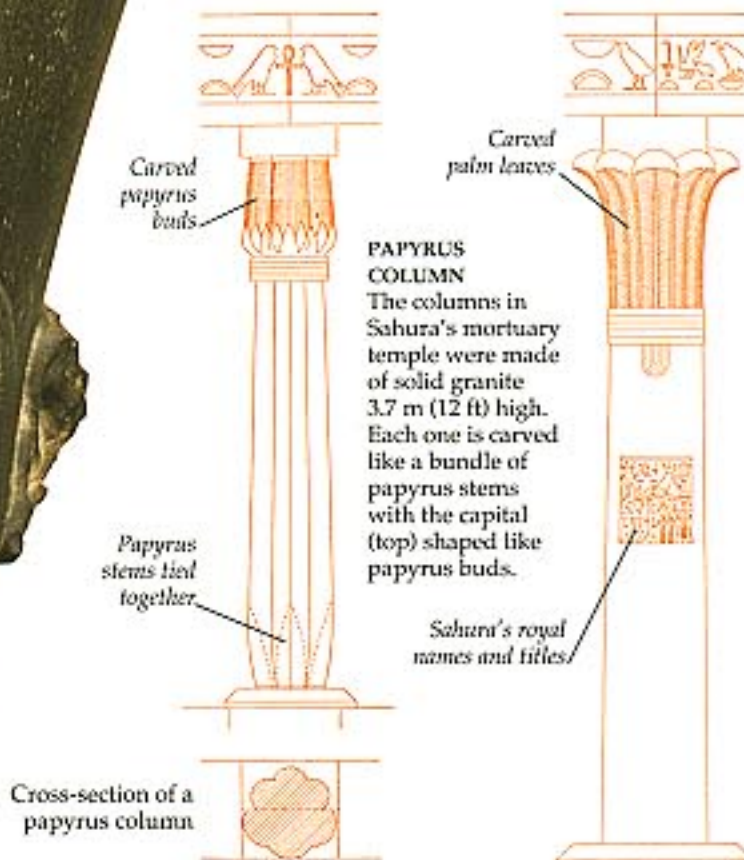 Carved
papyrus
buds
Carved
palm leaves
PAPYRUS
COLUMN
The columns in
Sahura's mortuary
temple were made
of solid granite
3.7 m (12 ft) high.
Each one is carved
like a bundle of
papyrus stems
with the capital
(top) shaped like
papyrus buds.
Papyrus
stems tied
together
Sahura's royal
names and titles
Cross-section of a
papyrus column